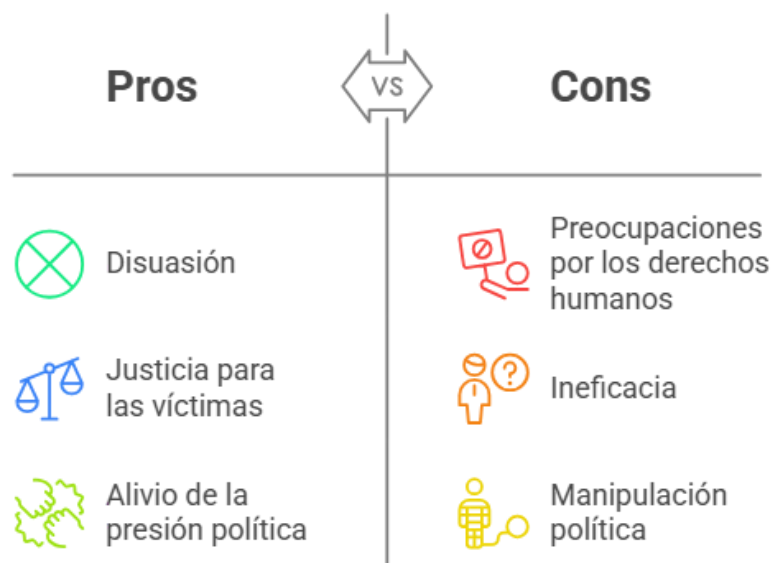 Pros
VS
Cons
Disuasión
Preocupaciones
por los derechos
humanos
Justicia para
las víctimas
?
Ineficacia
Alivio de la
presión política
Manipulación
política